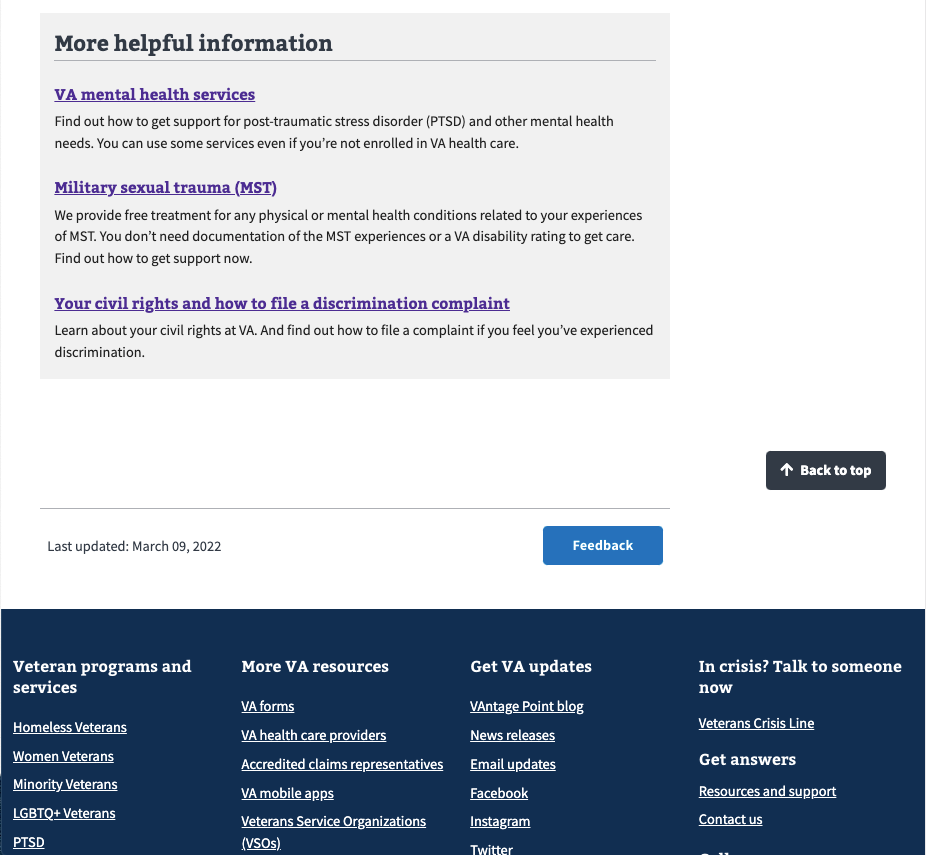 More helpful information
VA mental health services
Find out how to get support for post-traumatic stress disorder (PTSD) and other mental health
needs. You can use some services even if you’re not enrolled in VA health care.
Military sexual trauma (MST)
We provide free treatment for any physical or mental health conditions related to your experiences
of MST. You don’t need documentation of the MST experiences or a VA disability rating to get care.
Find out how to get support now.
Your civil rights and how to file a discrimination complaint
Learn about your civil rights at VA. And find out how to file a complaint if you feel you’ve experienced
discrimination.
Back to top
Last updated: March 09, 2022
Feedback
Veteran programs and
services
Homeless Veterans
Women Veterans
Minority Veterans
LGBTQ+ Veterans
PTSD
More VA resources
VA forms
VA health care providers
Accredited claims representatives
VA mobile apps
Veterans Service Organizations
(VSOs)
Get VA updates
VAntage Point blog
News releases
Email updates
Facebook
Instagram
Twitter
In crisis? Talk to someone
now
Veterans Crisis Line
Get answers
Resources and support
Contact us